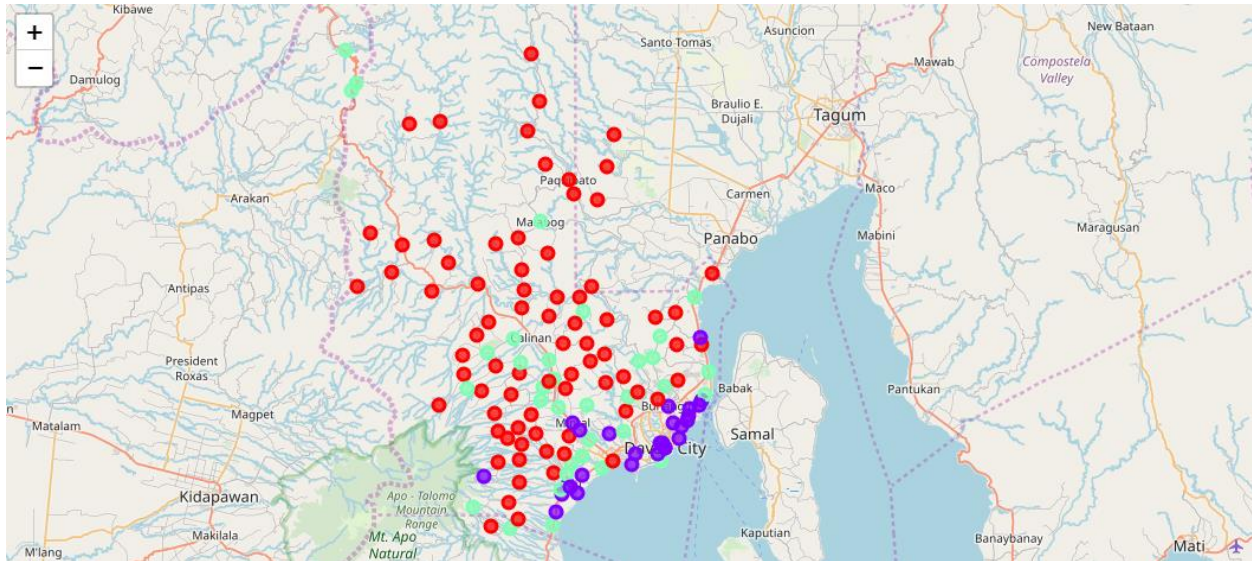 Kibawe
+
−
Damulog
Santo Tomas
Asuncion
New Bataan
Mawab
Compostela
Valley
Braulio E.
Dujali
Tagum
Arakan
Carmen
Maco
Panabo
Mabini
Maragusan
Antipas
Calinan
President
Roxas
Babak
Pantukan
Magpet
Matalam
Samal
City
Kidapawan
Apo - Talomo
Mountain
Range
Makilala
Mt. Apo
Natural
M'lang
Kaputian
Banaybanay
Mati